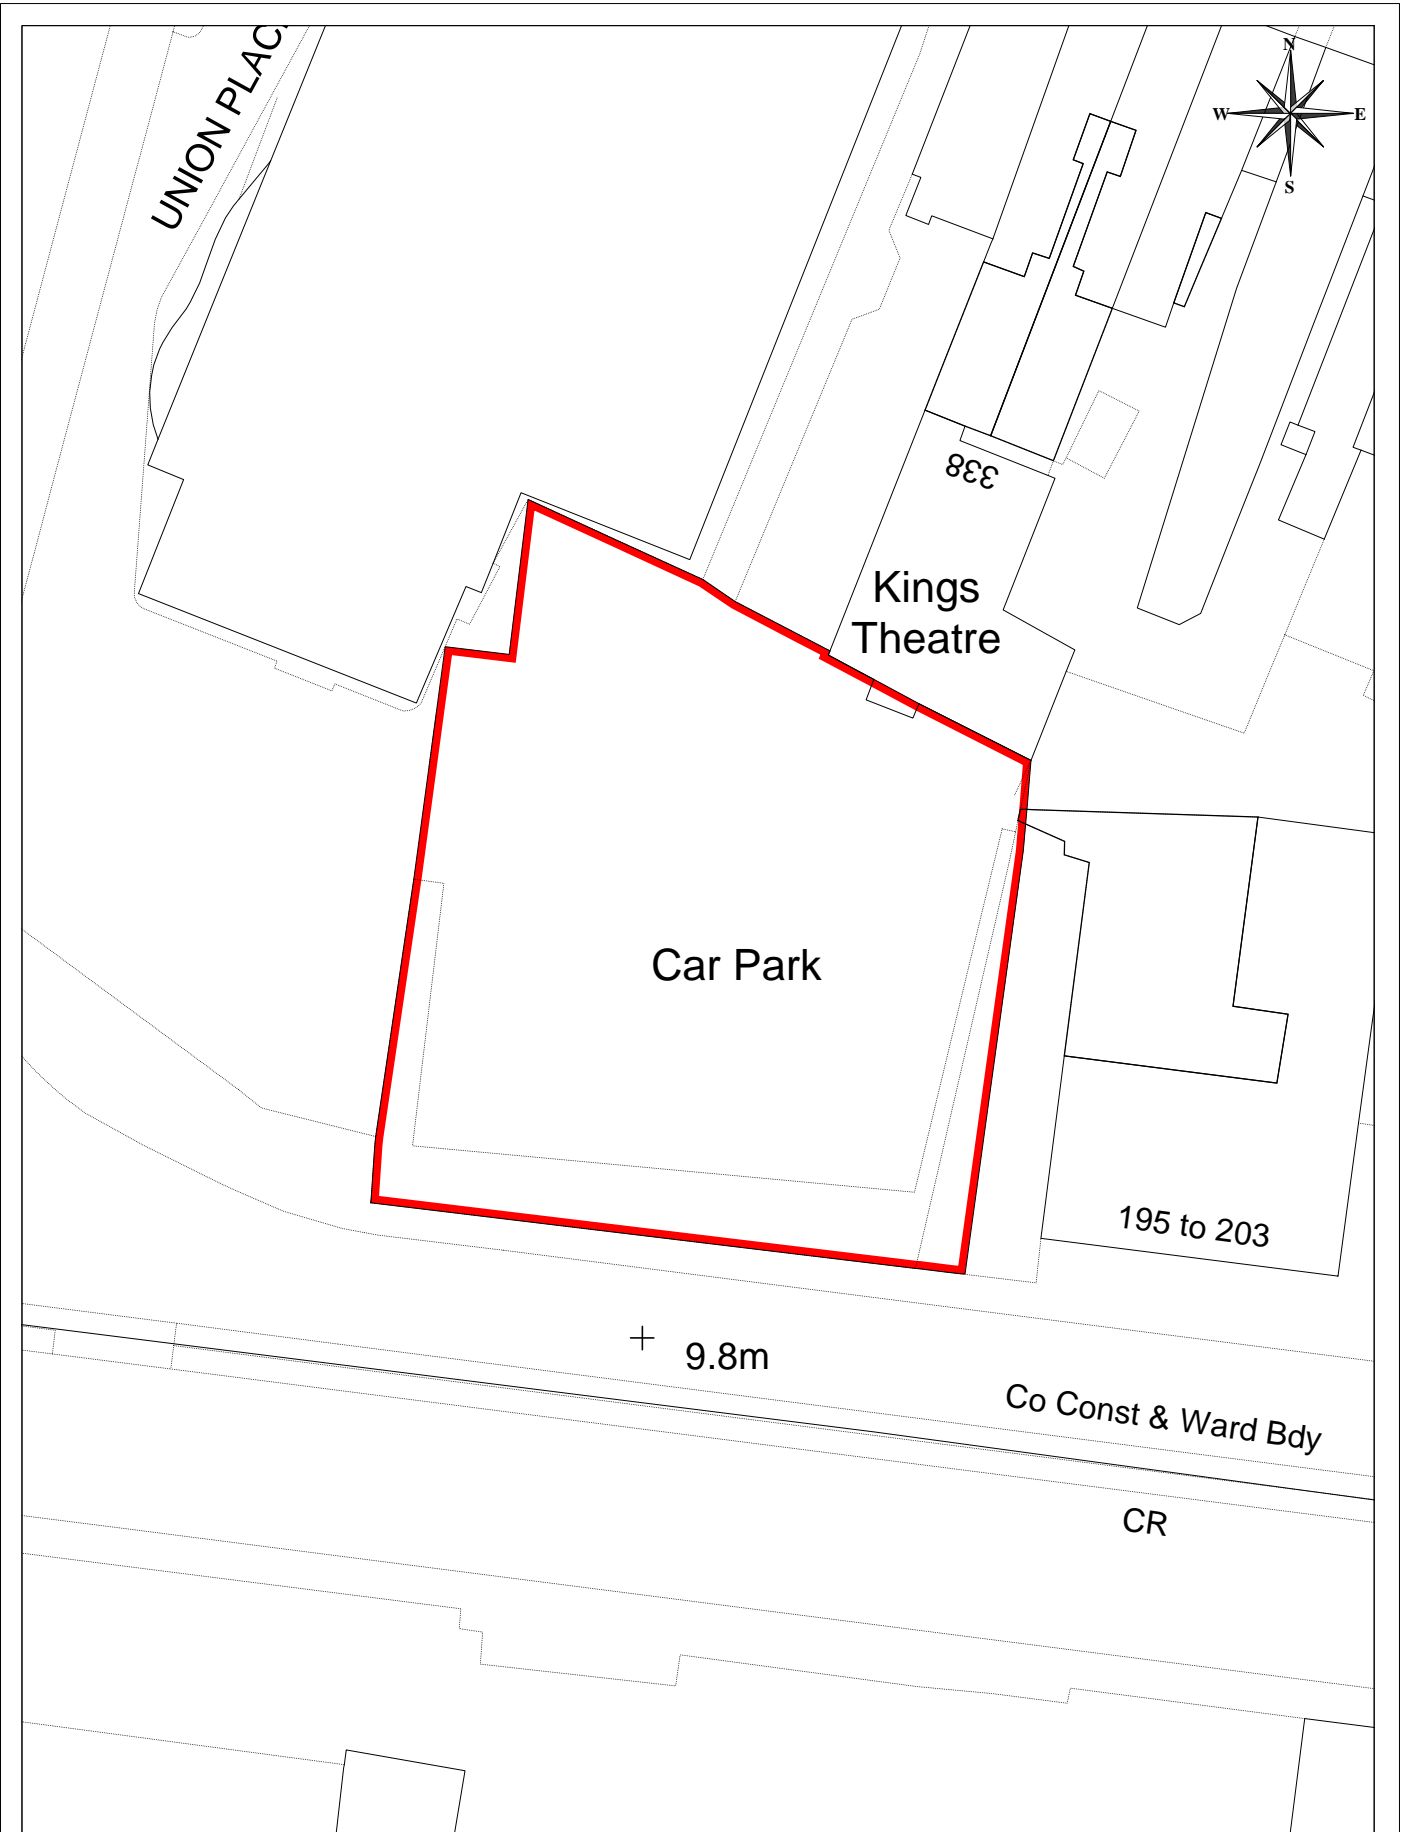 UNION PLAC
N
W E
S
338
Kings
Theatre
Car Park
195 to 203
9.8m
Co Const & Ward Bdy
CR